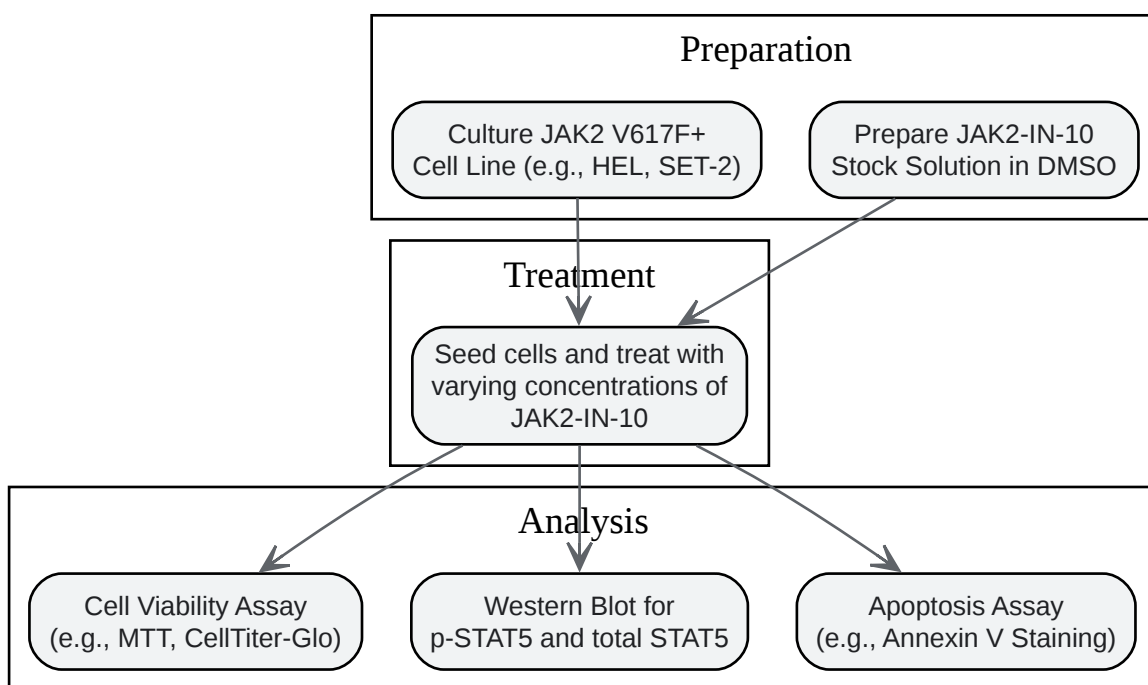 Preparation
Culture JAK2 V617F+
Cell Line (e.g., HEL, SET-2)
Prepare JAK2-IN-10
Stock Solution in DMSO
Treatment
Seed cells and treat with
varying concentrations of
JAK2-IN-10
Analysis
Cell Viability Assay
(e.g., MTT, CellTiter-Glo)
Western Blot for
p-STAT5 and total STAT5
Apoptosis Assay
(e.g., Annexin V Staining)